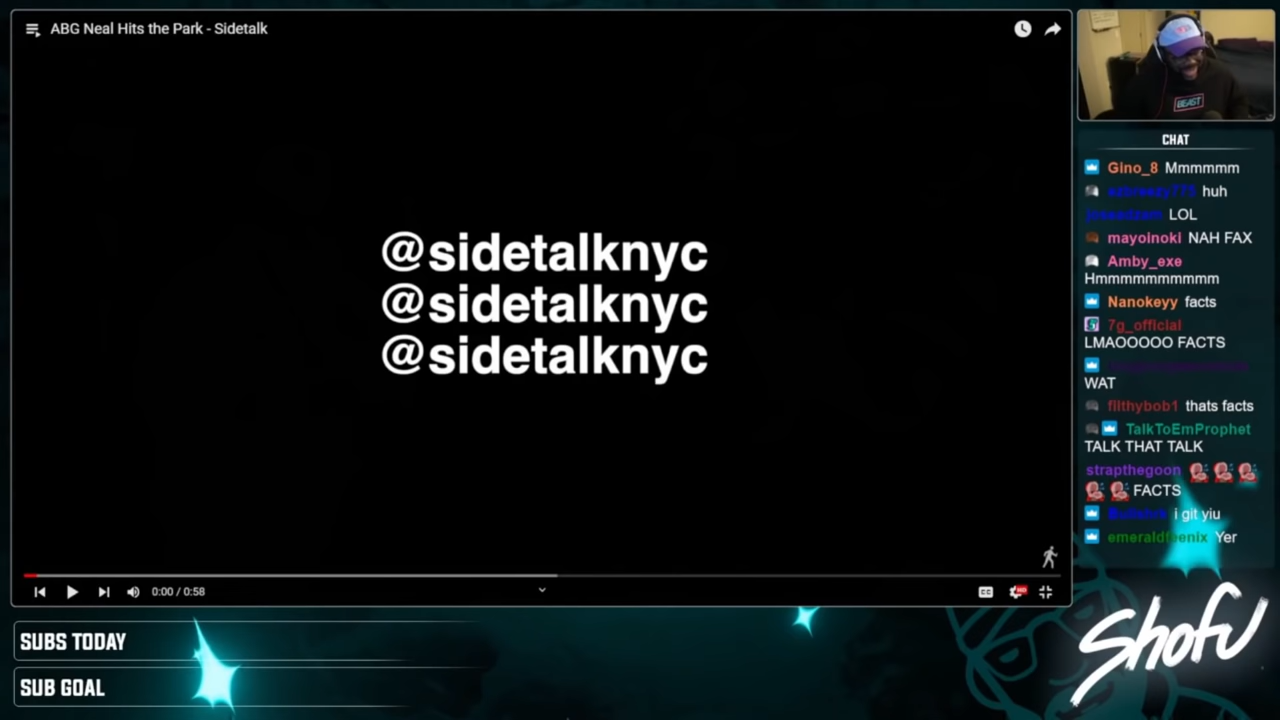 ABG Neal Hits the Park - Sidetalk
@sidetalknyc
@sidetalknyc
@sidetalknyc
0:00 / 0:58
SUBS TODAY
SUB GOAL
BEAST
CHAT
Gino_8 Mmmmmm
huh
LOL
mayoinoki NAH FAX
Amby_exe
Hmmmmmmmmmm
Nanokeyy facts
7g_official
LMAOOOOO FACTS
WAT
filthybob1 thats facts
TalkToEmProphet
TALK THAT TALK
strapthegoon
FACTS
i git yiu
Yer
Shofu